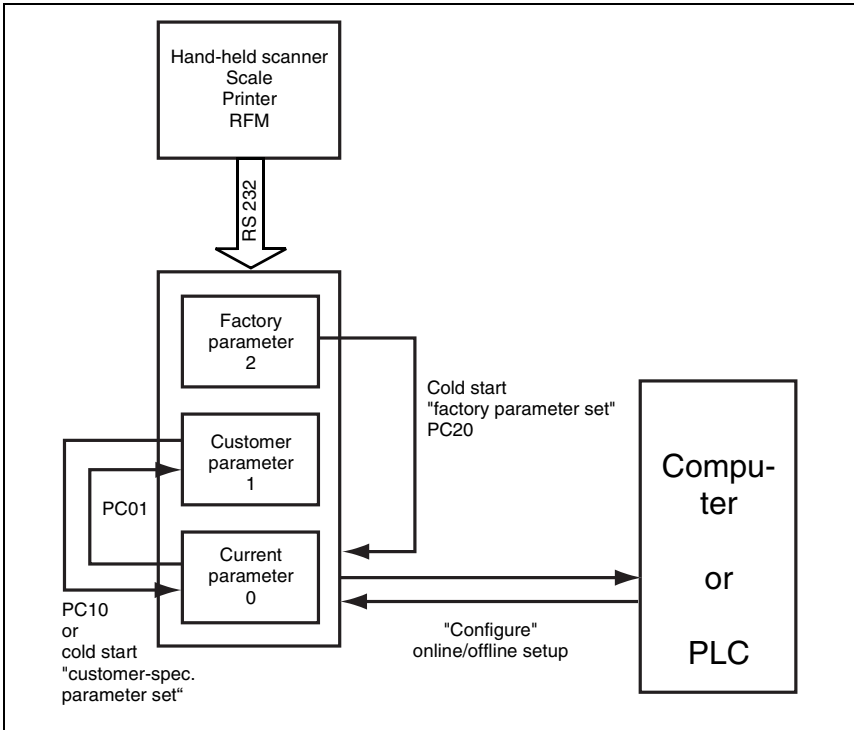 Hand-held scanner
Scale
Printer
RFM
RS 232
Factory
parameter
2
Cold start
"factory parameter set"
PC20
Customer
parameter
1
PC01
Current
parameter
0
PC10
or
cold start
"customer-spec.
parameter set“
"Configure"
online/offline setup
Compu-
ter
or
PLC